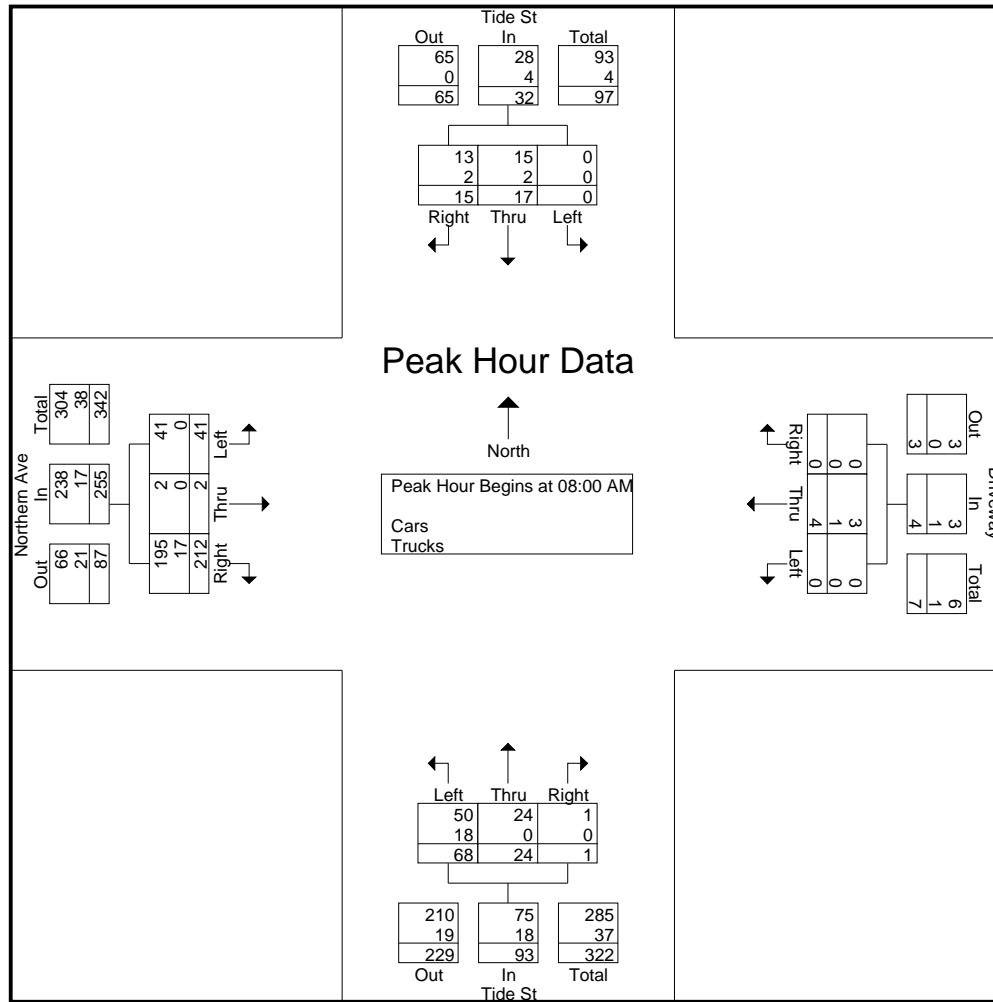 Tide St
Out In Total
65 28 93
0 4 4
65 32 97
13 15 0
2 2 0
15 17 0
Right Thru Left
Peak Hour Data
North
Peak Hour Begins at 08:00 AM
Cars
Trucks
Northern Ave
Out In Total
66 238 304
21 17 38
87 255 342
Left Thru Right
41 2 195
0 0 17
41 2 212
Driveway
Out In Total
3 3 6
0 1 1
3 4 7
Right Thru Left
0 3 0
0 1 0
0 4 0
Left Thru Right
50 24 1
18 0 0
68 24 1
210 75 285
19 18 37
229 93 322
Out In Total
Tide St